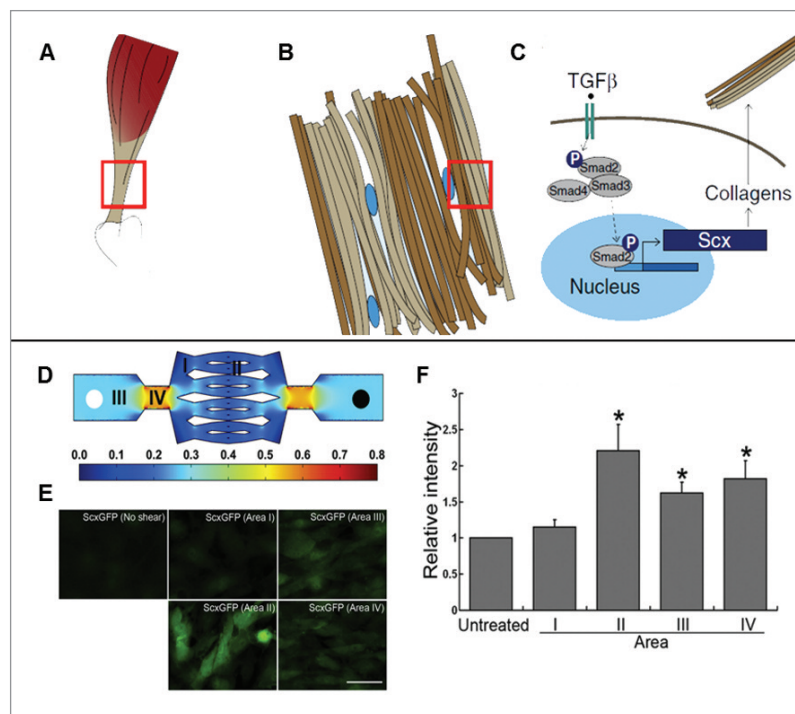 A
B
C
TGFβ
P
Smad2
Smad4
Smad3
Collagens
P
Scx
Smad2
Nucleus
D
I
II
III
IV
0.0 0.1 0.2 0.3 0.4 0.5 0.6 0.7 0.8
E
ScxGFP (No shear)
ScxGFP (Area I)
ScxGFP (Area III)
ScxGFP (Area II)
ScxGFP (Area IV)
F
Relative intensity
3
2.5
2
1.5
1
0.5
0
*
*
*
Untreated I II III IV
Area